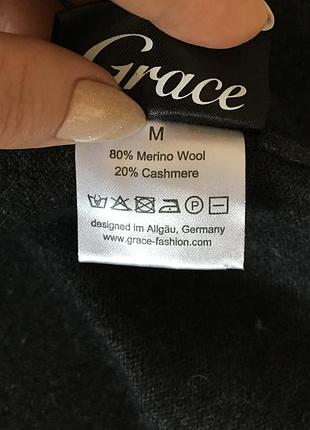 Grace
M
80% Merino Wool
20% Cashmere
P
designed im Allgäu, Germany
www.grace-fashion.com